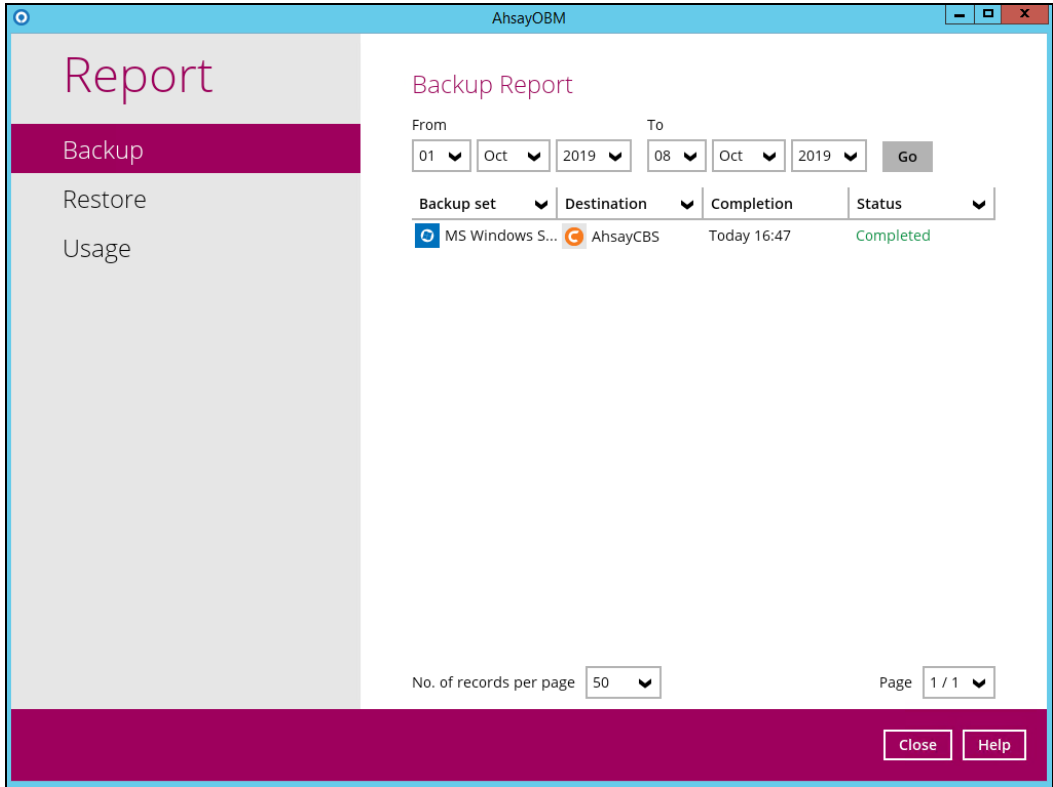 AhsayOBM
Report
Backup
Restore
Usage
Backup Report
From To
01 Oct 2019 08 Oct 2019 Go
Backup set Destination Completion Status
MS Windows S... AhsayCBS Today 16:47 Completed
No. of records per page 50 Page 1 / 1
Close Help